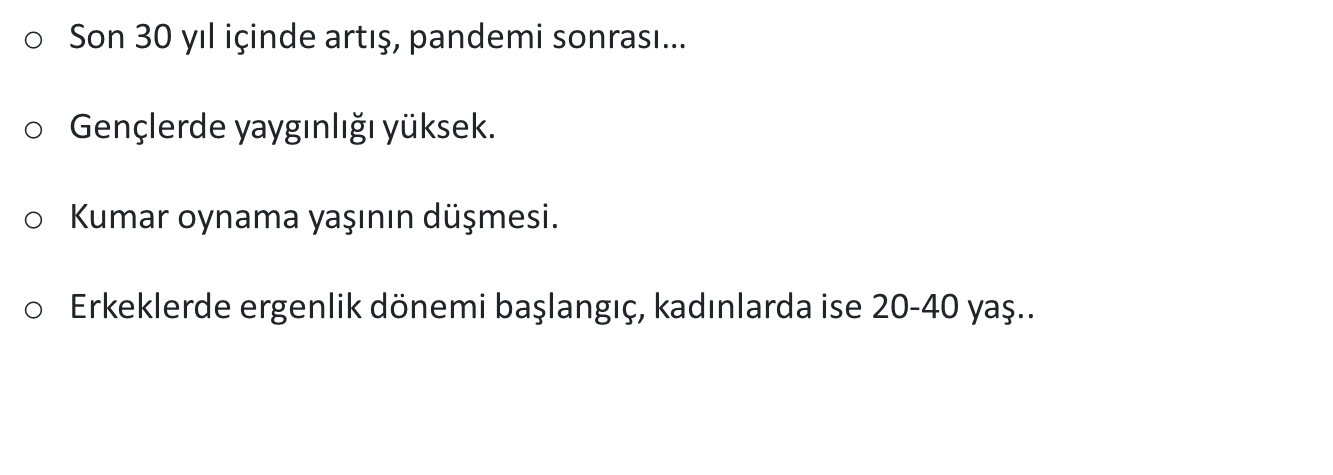 ○ Son 30 yıl içinde artış, pandemi sonrası...
○ Gençlerde yaygınlığı yüksek.
○ Kumar oynama yaşının düşmesi.
○ Erkeklerde ergenlik dönemi başlangıç, kadınlarda ise 20-40 yaş..